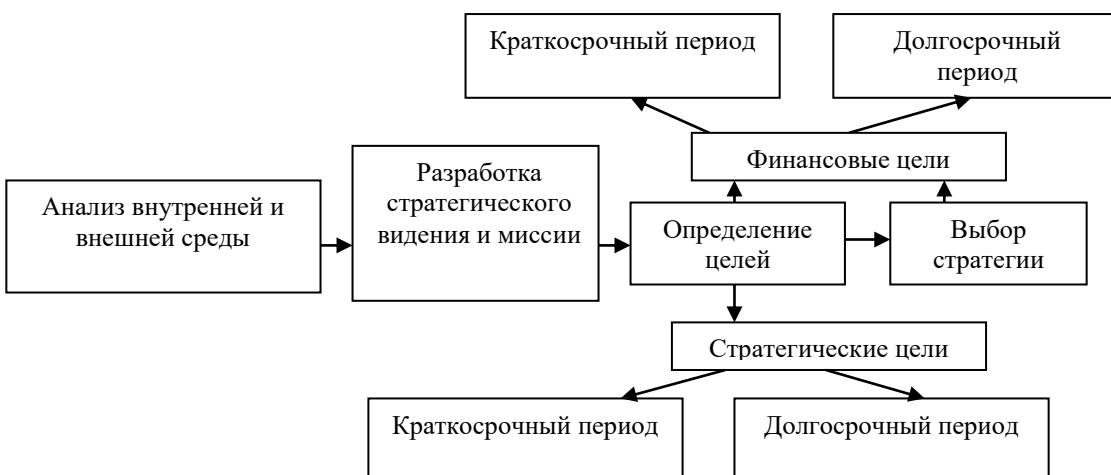 Краткосрочный период
Долгосрочный
период
Финансовые цели
Анализ внутренней и
внешней среды
Разработка
стратегического
видения и миссии
Определение
целей
Выбор
стратегии
Стратегические цели
Краткосрочный период
Долгосрочный период